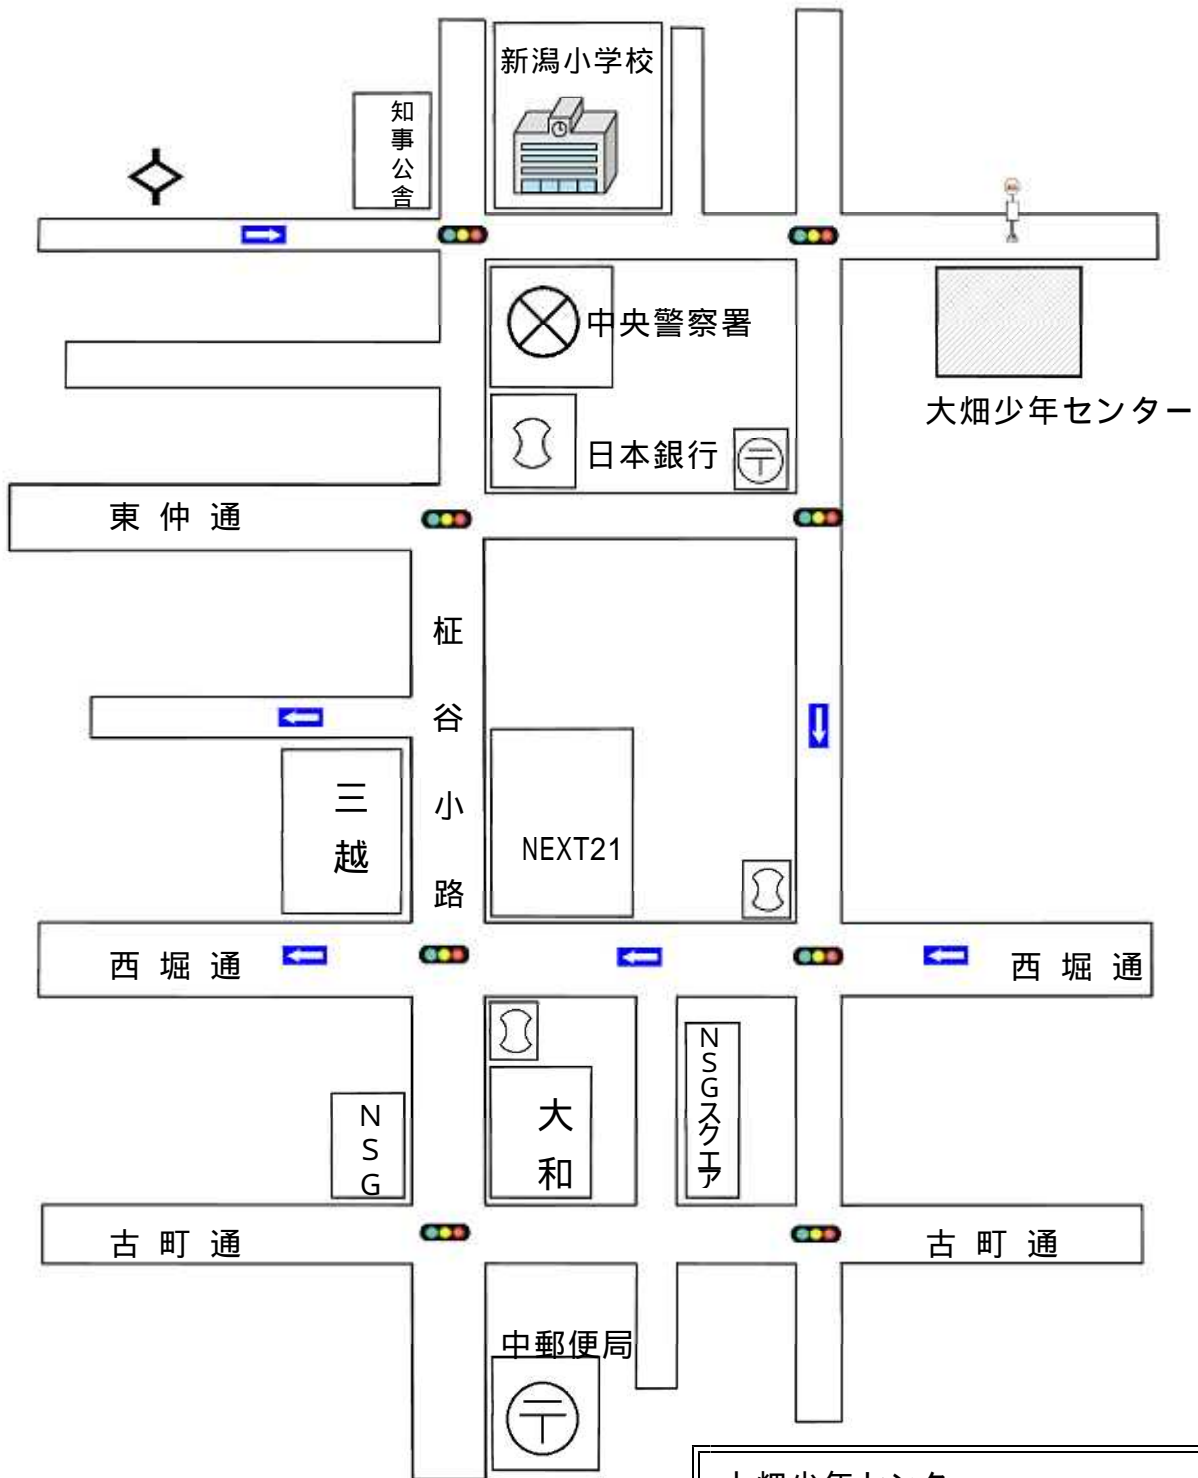 新潟小学校
知事公舎
中央警察署
大畑少年センター
日本銀行
東仲通
柾谷小路
三越
NEXT21
西堀通
西堀通
NSGスクエア
大和
NSG
古町通
古町通
中郵便局